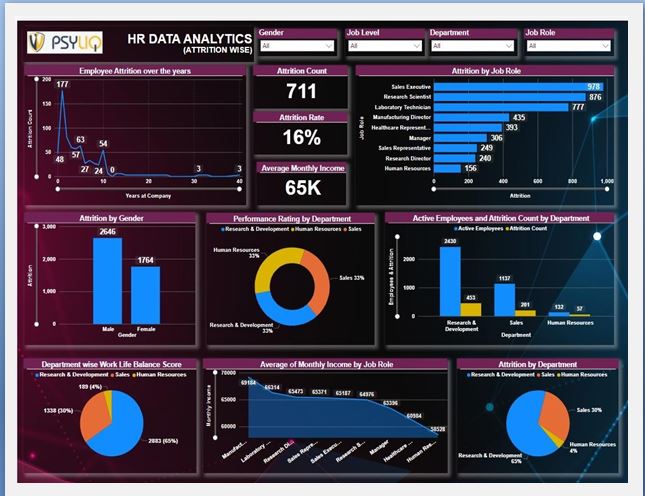 PSYLIQ
HR DATA ANALYTICS
(ATTRITION WISE)
Gender
All
Job Level
All
Department
All
Job Role
All
Employee Attrition over the years
Attrition Count
200
150
100
50
0
177
48
57
63
27
24
54
0
3
3
0
10
20
30
40
Years at Company
Attrition Count
711
Attrition Rate
16%
Average Monthly Income
65K
Attrition by Job Role
Job Role
Sales Executive 978
Research Scientist 876
Laboratory Technician 777
Manufacturing Director 435
Healthcare Represent... 393
Manager 306
Sales Representative 249
Research Director 240
Human Resources 156
0 200 400 600 800 1,000
Attrition
Attrition by Gender
Attrition
3,000
2,000
1,000
0
2646
1764
Male Female
Gender
Performance Rating by Department
Research & Development Human Resources Sales
Human Resources
33%
Sales 33%
Research & Development
33%
Active Employees and Attrition Count by Department
Active Employees Attrition Count
Employees & Attrition
2000
1000
0
2430
453
1137
201
132
57
Research &
Development
Sales
Human
Resources
Department
Department wise Work Life Balance Score
Research & Development Sales Human Resources
189 (4%)
1338 (30%)
2883 (65%)
Average of Monthly Income by Job Role
Monthly Income
70000
65000
60000
69184
66314
65473
65371
65187
64976
63396
60984
58528
Manufact...
Laboratory ...
Research Di...
Sales Repre...
Sales Execu...
Research S...
Manager
Healthcare ...
Human Res...
Attrition by Department
Research & Development Sales Human Resources
Sales 30%
Human Resources
4%
Research & Development
65%